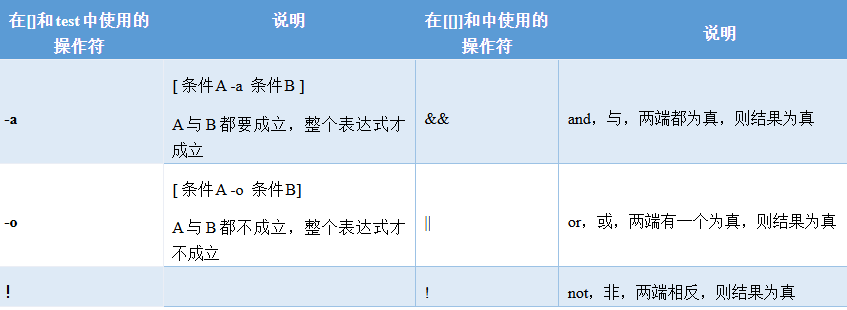 在[]和test中使用的
操作符
说明
在[[]]和中使用的
操作符
说明
-a
[ 条件A -a 条件B ]
A与B都要成立，整个表达式才
成立
&&
and，与，两端都为真，则结果为真
-o
[ 条件A -o 条件B]
A与B都不成立，整个表达式才
不成立
||
or，或，两端有一个为真，则结果为真
!
!
not，非，两端相反，则结果为真